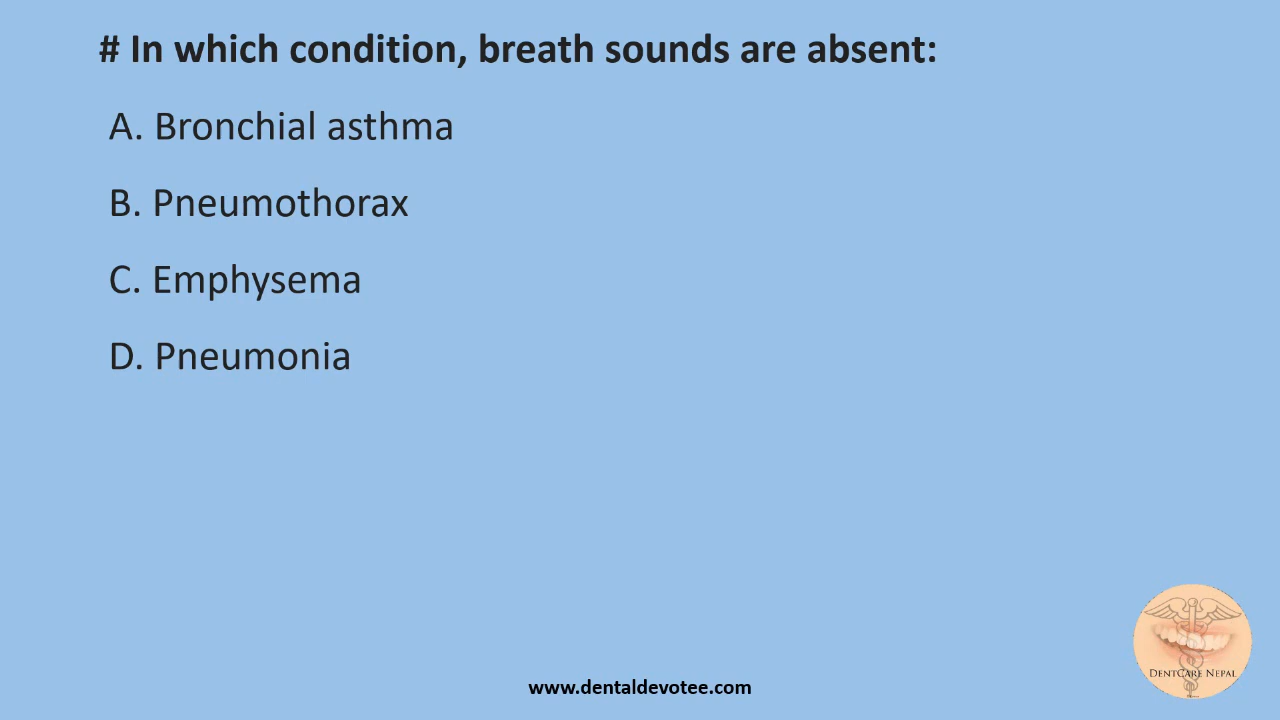 # In which condition, breath sounds are absent:
A. Bronchial asthma
B. Pneumothorax
C. Emphysema
D. Pneumonia
DentCare Nepal
www.dentaldevotee.com